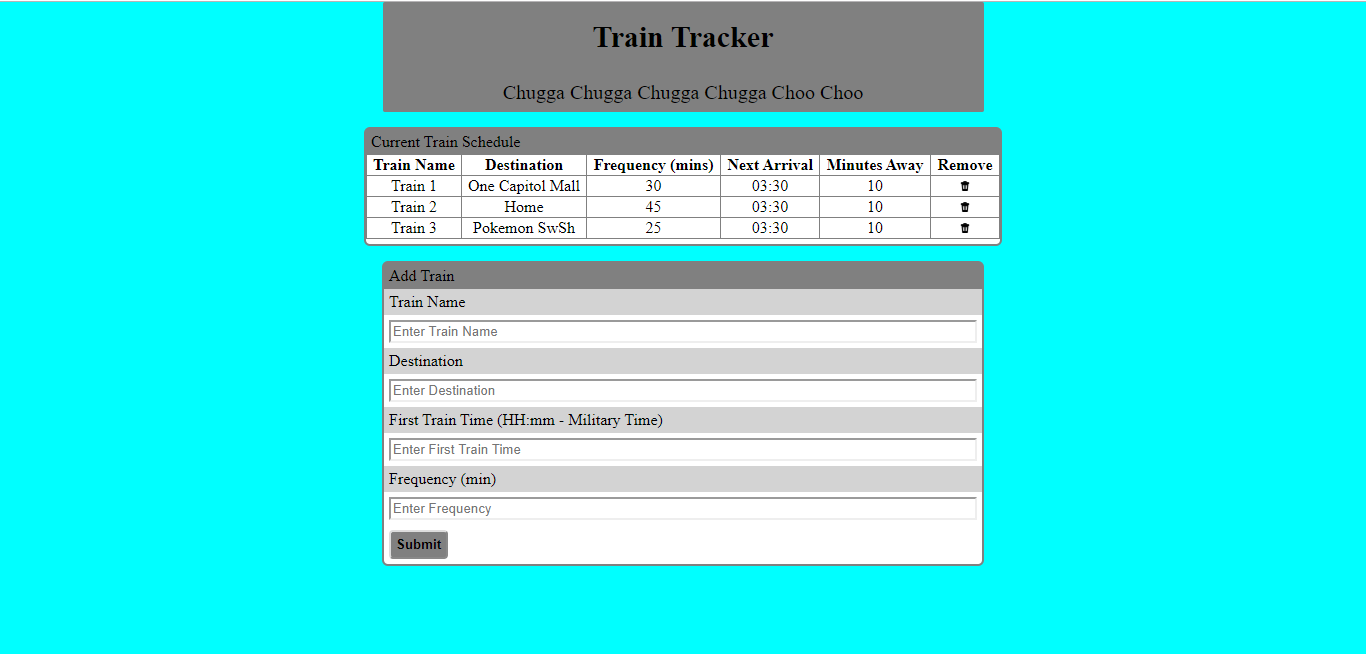 Train Tracker
Chugga Chugga Chugga Chugga Choo Choo
Current Train Schedule
Train Name Destination Frequency (mins) Next Arrival Minutes Away Remove
Train 1 One Capitol Mall 30 03:30 10
Train 2 Home 45 03:30 10
Train 3 Pokemon SwSh 25 03:30 10
Add Train
Train Name
Enter Train Name
Destination
Enter Destination
First Train Time (HH:mm - Military Time)
Enter First Train Time
Frequency (min)
Enter Frequency
Submit